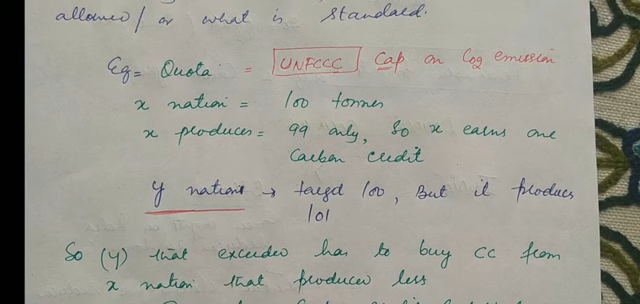 allowed / or what is standard.
Eg = Quota = UNFCCC Cap on Co2 emission
x nation = 100 tonnes
x produces = 99 only, So x earns one
Carbon credit
Y nation → target 100, But it produces
101
So (Y) that exceeded has to buy CC from
x nation that produced less